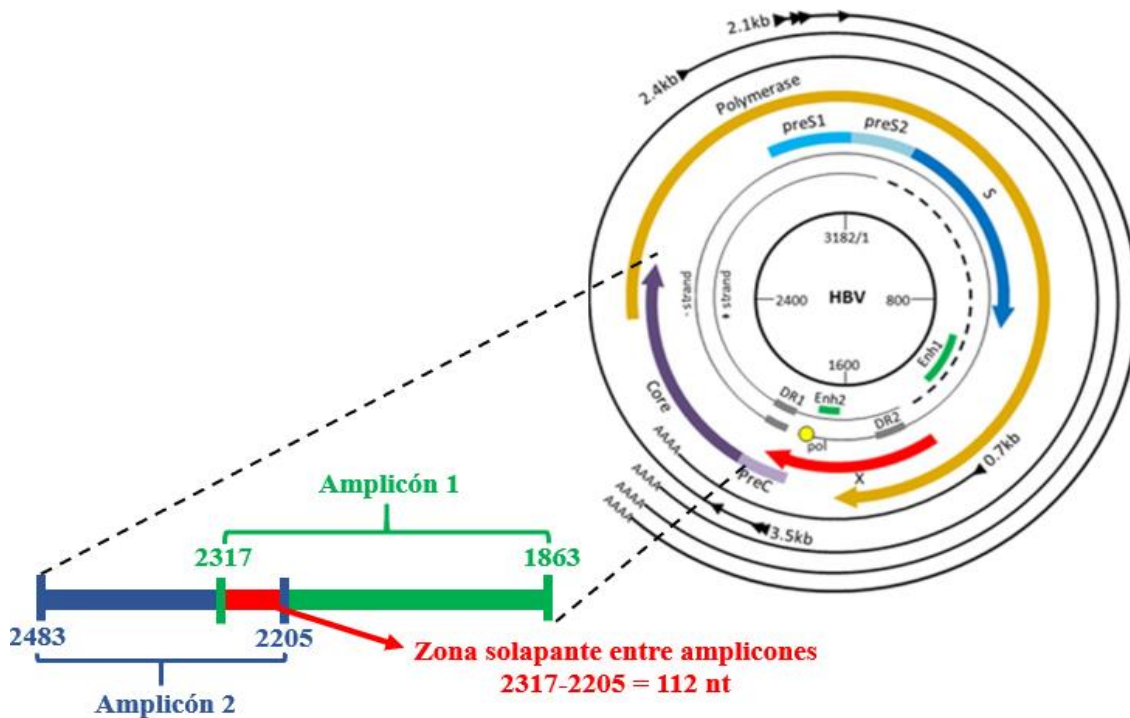 2.1kb
2.4kb
Polymerase
preS1
preS2
S
3182/1
- strand
+ strand
2400
HBV
800
1600
Enh1
DR1
Enh2
DR2
pol
Core
X
PreC
0.7kb
3.5kb
AAAA
AAAA
AAAA
AAAA
Amplicón 1
2317
1863
2483
2205
Zona solapante entre amplicones
2317-2205 = 112 nt
Amplicón 2